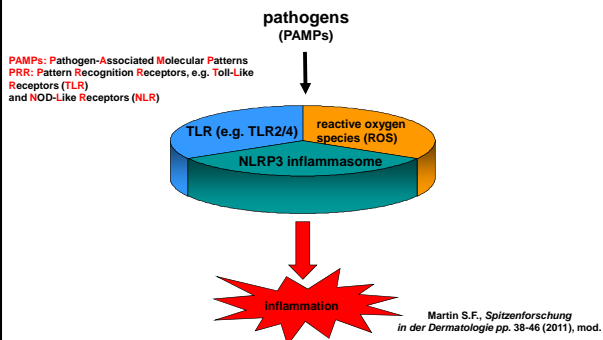 pathogens
(PAMPs)
PAMPs: Pathogen-Associated Molecular Patterns
PRR: Pattern Recognition Receptors, e.g. Toll-Like
Receptors (TLR)
and NOD-Like Receptors (NLR)
TLR (e.g. TLR2/4)
reactive oxygen
species (ROS)
NLRP3 inflammasome
inflammation
Martin S.F., Spitzenforschung
in der Dermatologie pp. 38-46 (2011), mod.